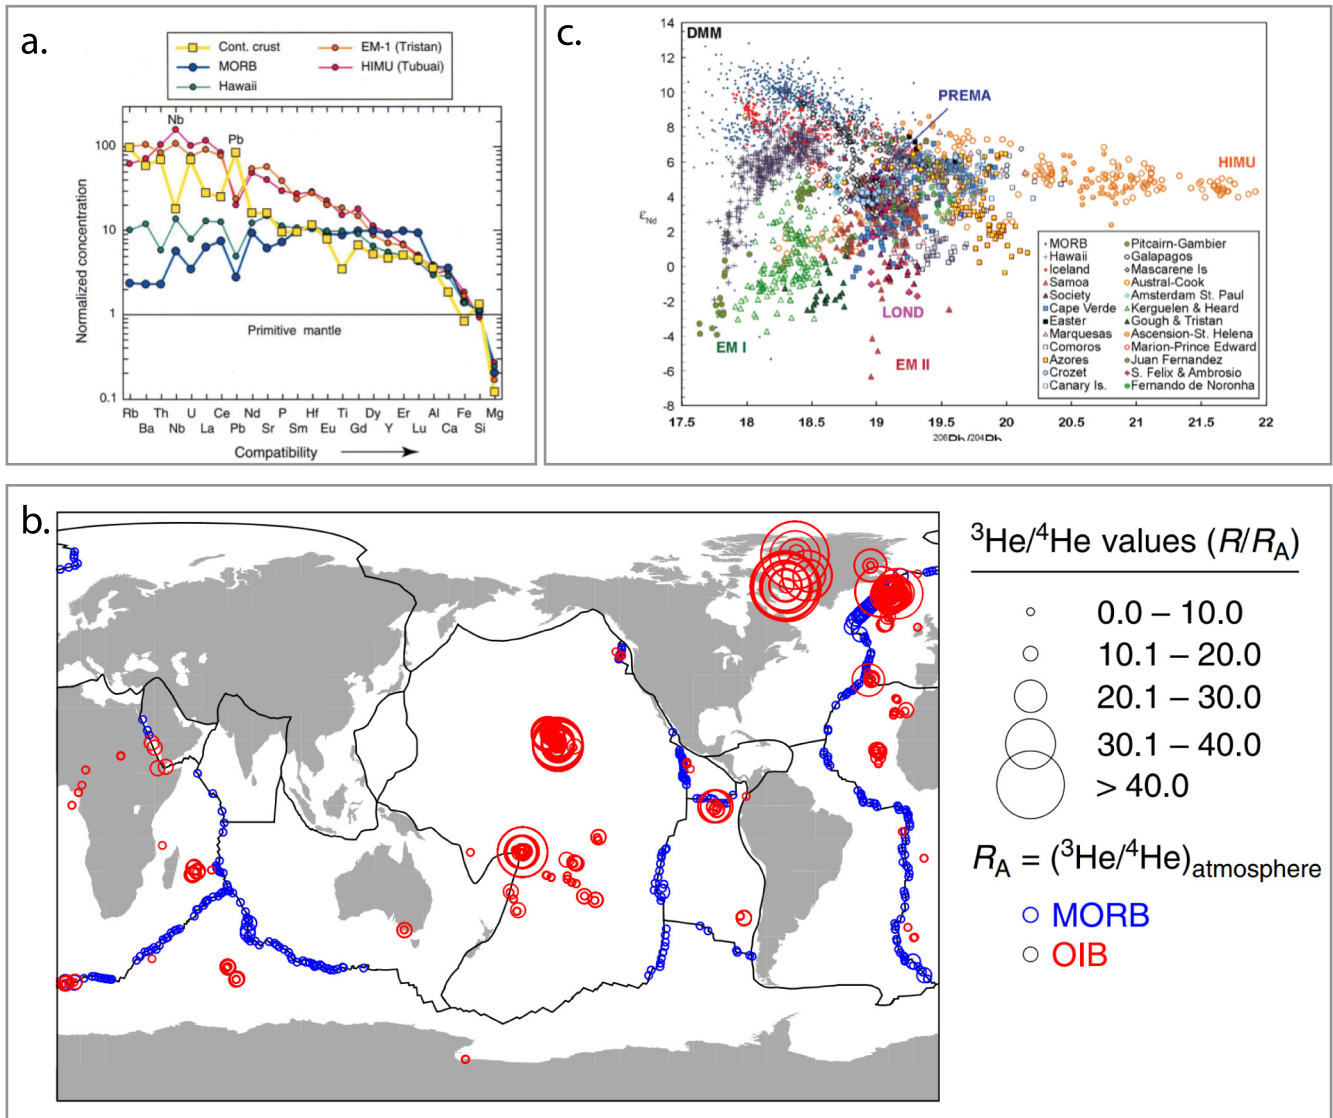 a.
Cont. crust
MORB
Hawaii
EM-1 (Tristan)
HIMU (Tubuai)
Normalized concentration
100
10
1
0.1
Nb
Pb
Primitive mantle
Rb Th U Ce Nd P Hf Ti Dy Er Al Fe Mg
Ba Nb La Pb Sr Sm Eu Gd Y Lu Ca Si
Compatibility
c.
14
12
10
8
6
4
2
0
-2
-4
-6
-8
εNd
DMM
PREMA
HIMU
LOND
EM I
EM II
MORB
Hawaii
Iceland
Samoa
Society
Cape Verde
Easter
Marquesas
Comoros
Azores
Crozet
Canary Is.
Pitcairn-Gambier
Galapagos
Mascarene Is
Austral-Cook
Amsterdam St. Paul
Kerguelen & Heard
Gough & Tristan
Ascension-St. Helena
Marion-Prince Edward
Juan Fernandez
S. Felix & Ambrosio
Fernando de Noronha
17.5 18 18.5 19 19.5 20 20.5 21 21.5 22
b.
³He/⁴He values (R/RA)
0.0 – 10.0
10.1 – 20.0
20.1 – 30.0
30.1 – 40.0
> 40.0
RA = (³He/⁴He)atmosphere
MORB
OIB